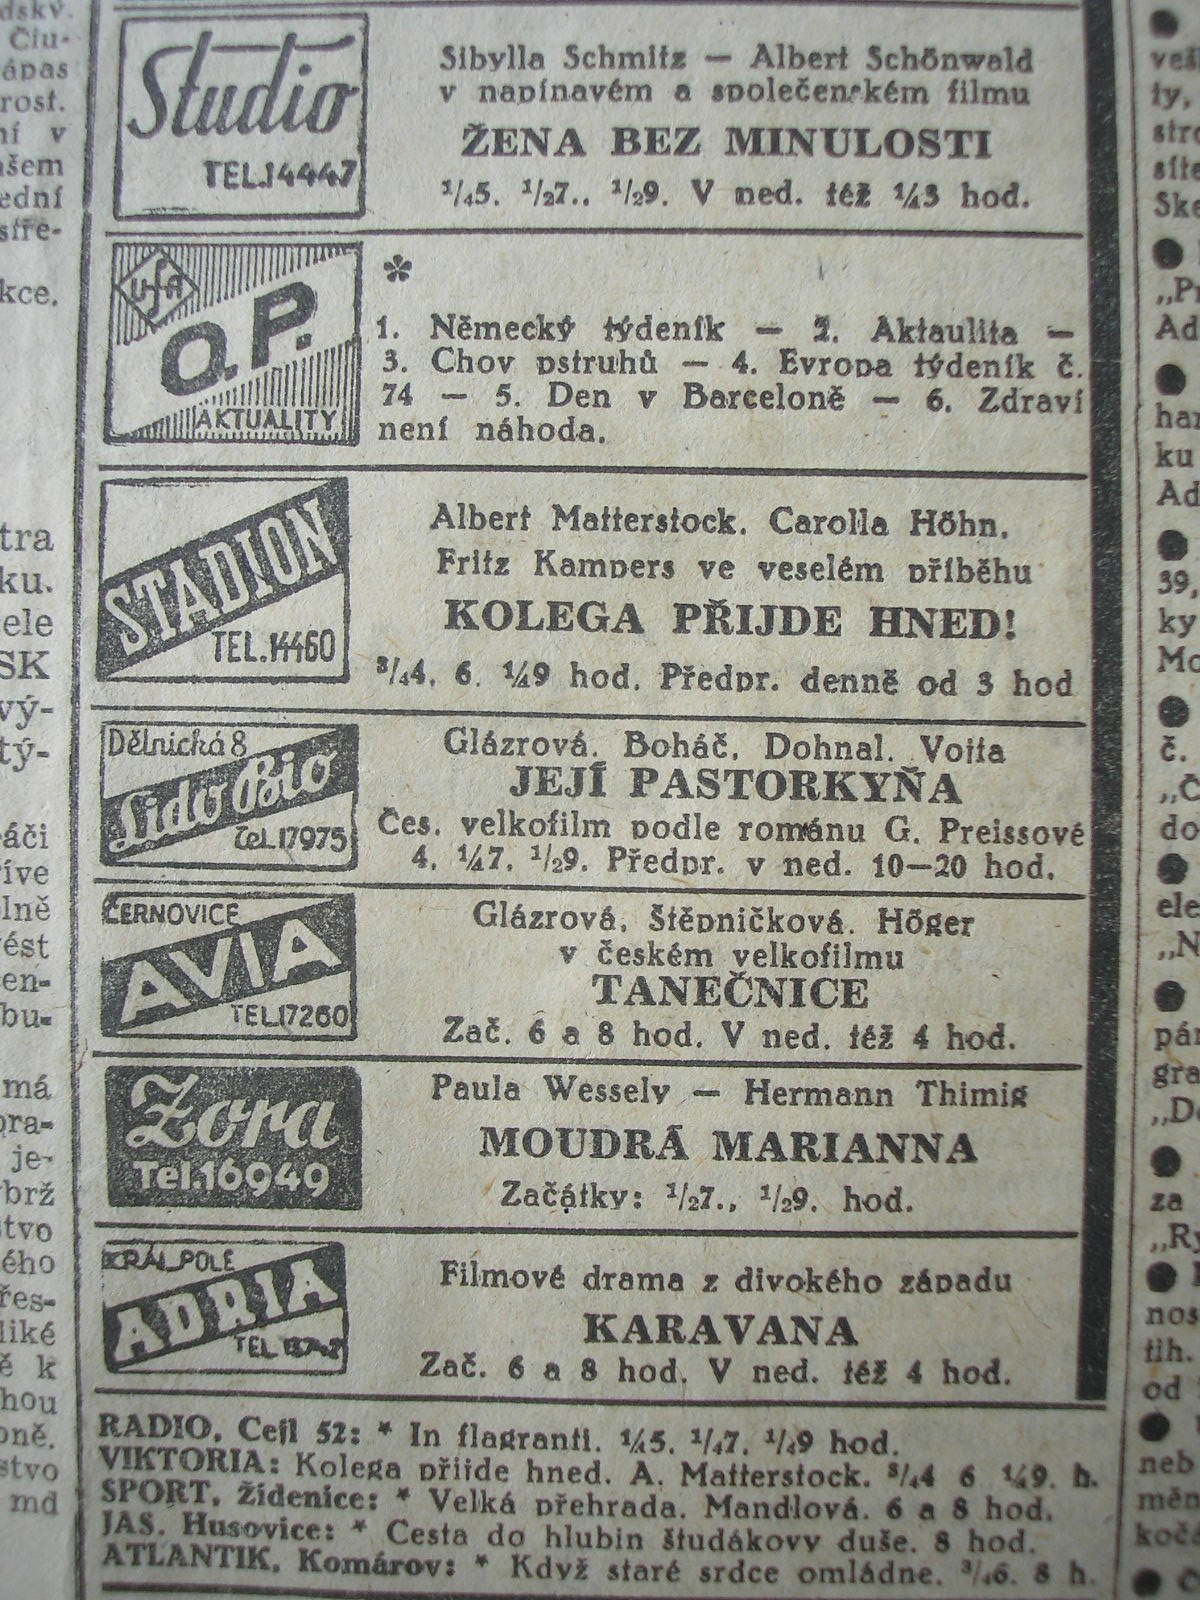 Studio
TEL.14447
Sibylla Schmitz — Albert Schönwald
v napínavém a společenském filmu
ŽENA BEZ MINULOSTI
¼5. ½7., ½9. V ned. též ¼3 hod.
Ufa
O.P.
AKTUALITY
*
1. Německý týdeník — 2. Aktaulita —
3. Chov pstruhů — 4. Evropa týdeník č.
74 — 5. Den v Barceloně — 6. Zdraví
není náhoda.
STADION
TEL.14460
Albert Matterstock, Carolla Höhn,
Fritz Kampers ve veselém příběhu
KOLEGA PŘIJDE HNED!
¾4, 6, ¼9 hod. Předpr. denně od 3 hod
Dělnická 8
Lido Bio
tel.17975
Glázrová, Boháč, Dohnal, Vojta
JEJÍ PASTORKYŇA
Čes. velkofilm podle románu G. Preissové
4, ¼7, ½9. Předpr. v ned. 10—20 hod.
ČERNOVICE
AVIA
TEL.17260
Glázrová, Štěpničková, Höger
v českém velkofilmu
TANEČNICE
Zač. 6 a 8 hod. V ned. též 4 hod.
Zora
Tel.16949
Paula Wessely — Hermann Thimig
MOUDRÁ MARIANNA
Začátky: ½7., ½9. hod.
KRÁL.POLE
ADRIA
TEL
Filmové drama z divokého západu
KARAVANA
Zač. 6 a 8 hod. V ned. též 4 hod.
RADIO, Cejl 52: * In flagranti. ¼5, ¼7, ¼9 hod.
VIKTORIA: Kolega přijde hned. A. Matterstock. ¾4 6 ¼9. h.
SPORT, Židenice: * Velká přehrada. Mandlová. 6 a 8 hod.
JAS, Husovice: * Cesta do hlubin študákovy duše. 8 hod.
ATLANTIK, Komárov: * Když staré srdce omládne. ¾6. 8 h.